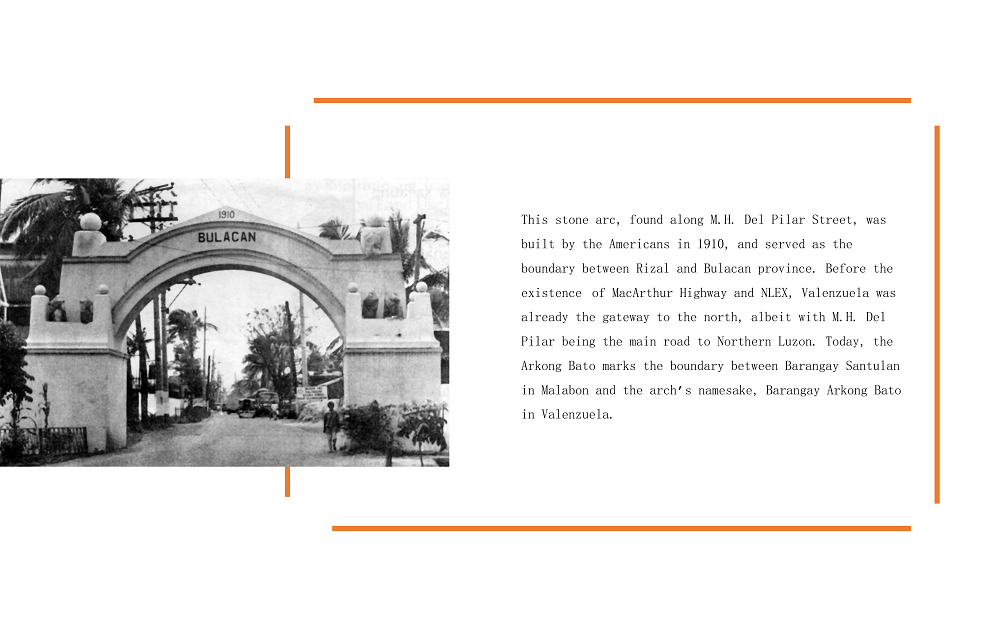 1910
BULACAN
This stone arc, found along M.H. Del Pilar Street, was
built by the Americans in 1910, and served as the
boundary between Rizal and Bulacan province. Before the
existence of MacArthur Highway and NLEX, Valenzuela was
already the gateway to the north, albeit with M.H. Del
Pilar being the main road to Northern Luzon. Today, the
Arkong Bato marks the boundary between Barangay Santulan
in Malabon and the arch's namesake, Barangay Arkong Bato
in Valenzuela.